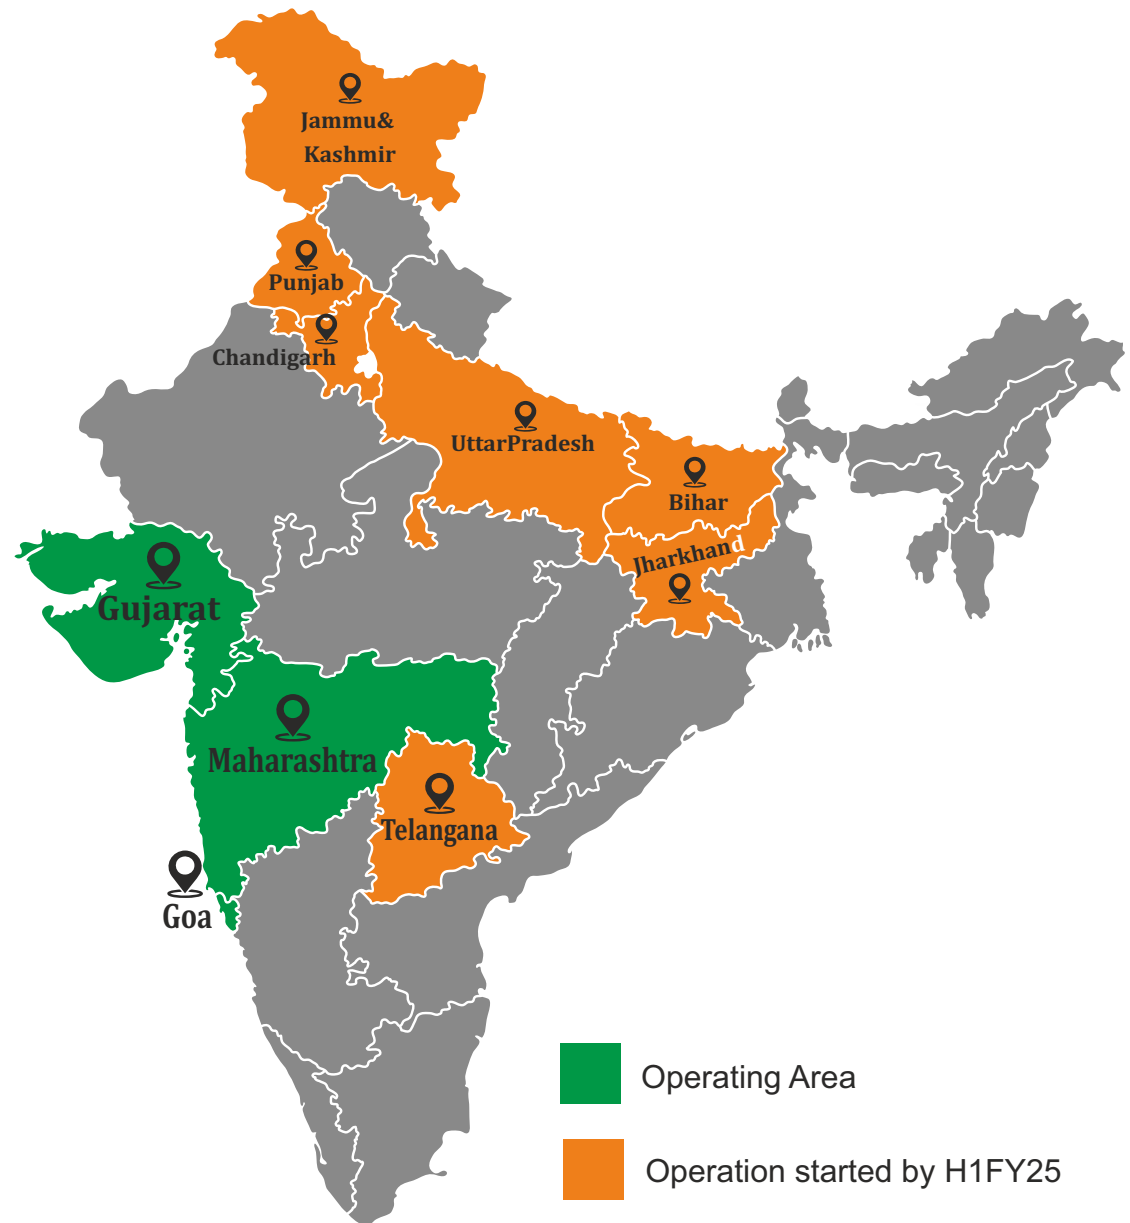 Jammu&
Kashmir
Punjab
Chandigarh
UttarPradesh
Bihar
Jharkhand
Gujarat
Maharashtra
Telangana
Goa
Operating Area
Operation started by H1FY25